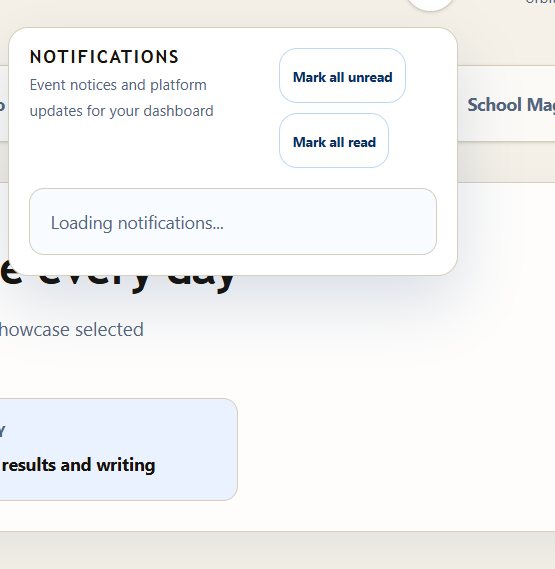 NOTIFICATIONS
Event notices and platform
updates for your dashboard
Mark all unread
Mark all read
School Mag
Loading notifications...
e every day
howcase selected
Y
results and writing